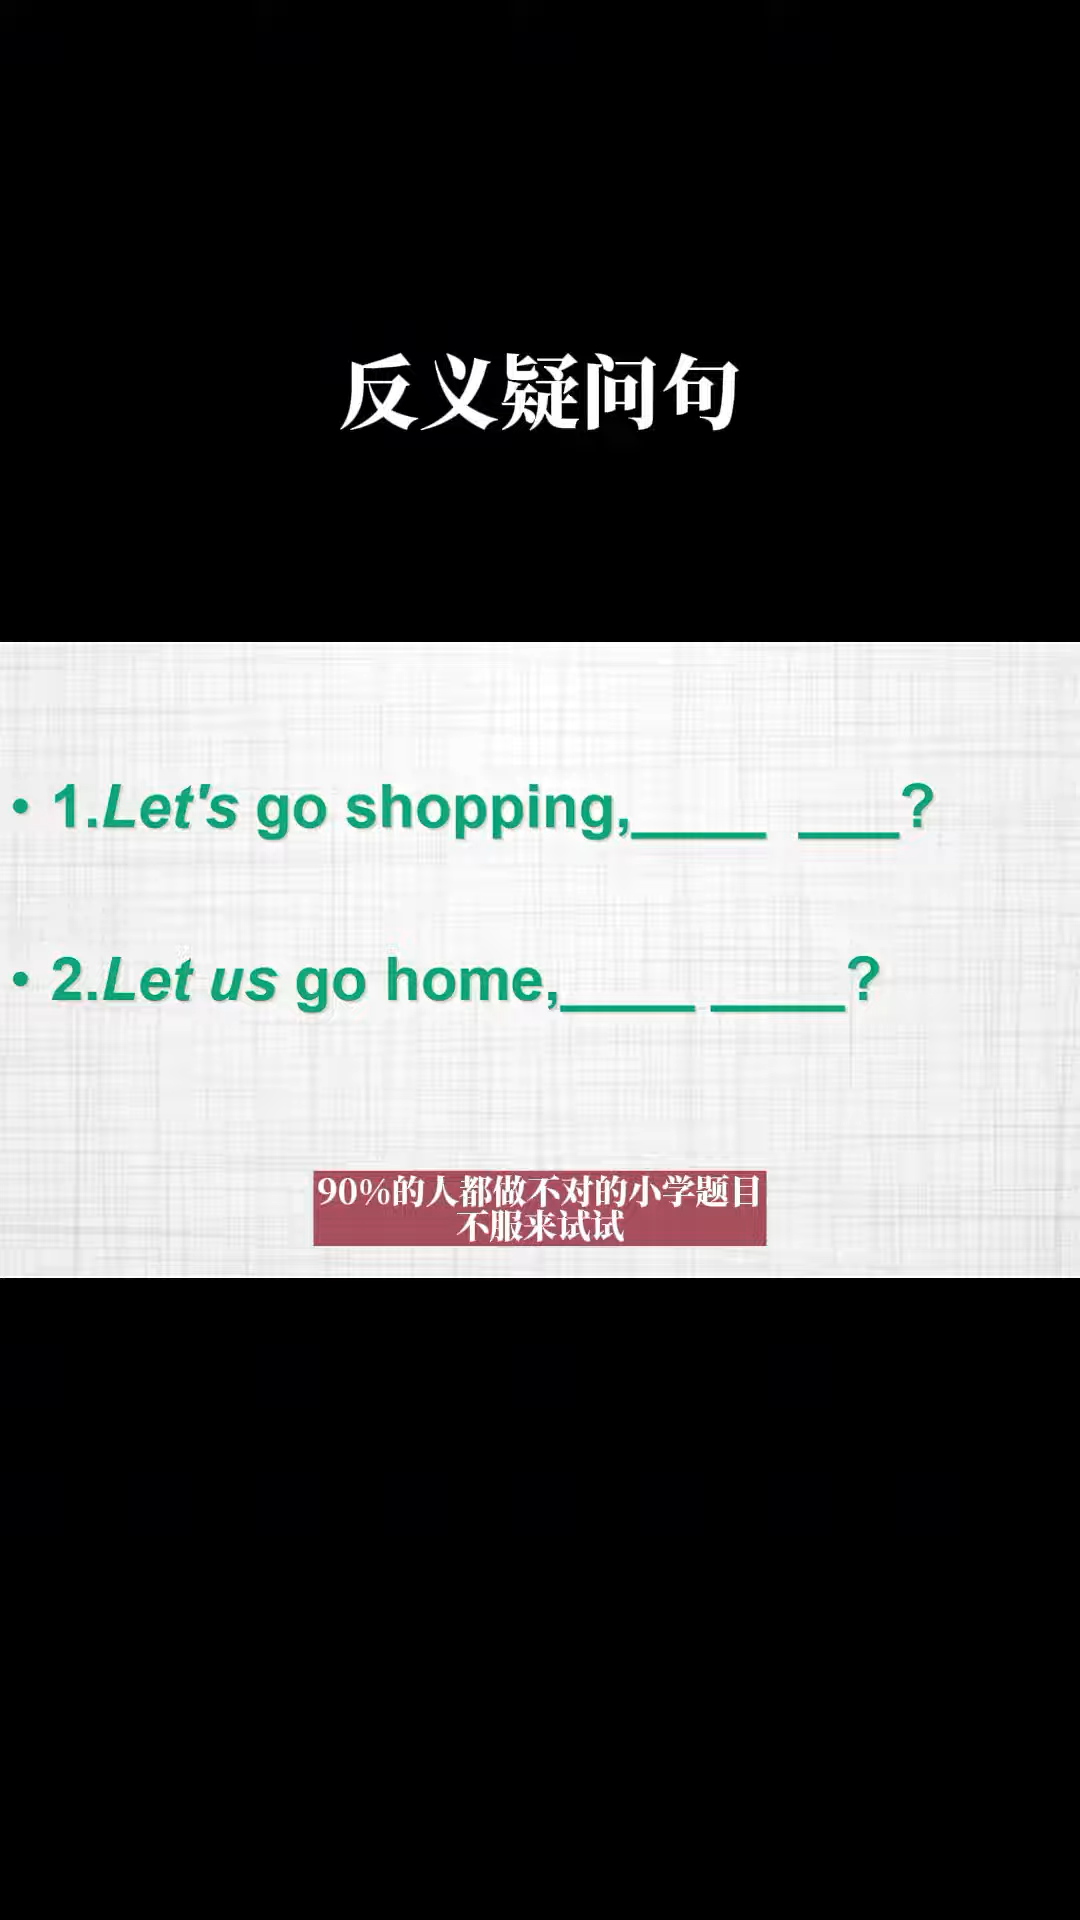 反义疑问句
• 1.Let's go shopping,____ ___?
• 2.Let us go home,____ ____?
90%的人都做不对的小学题目
不服来试试